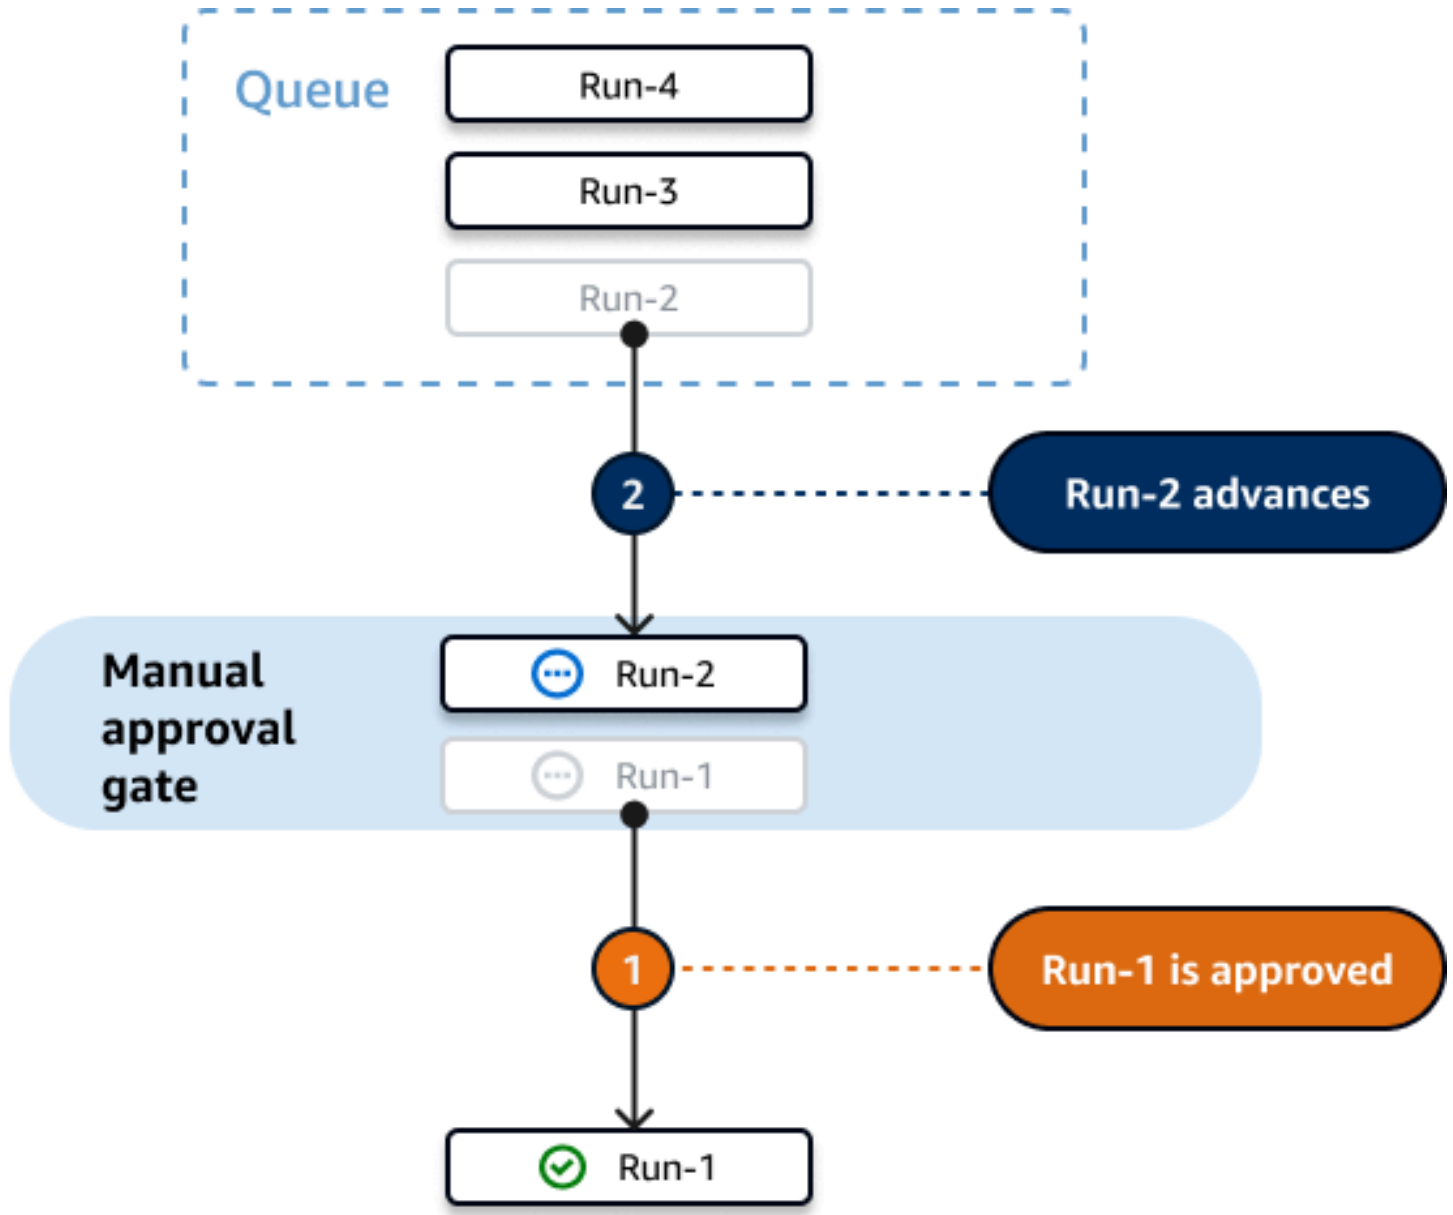 Queue
Run-4
Run-3
Run-2
2
Run-2 advances
Manual
approval
gate
Run-2
Run-1
1
Run-1 is approved
Run-1